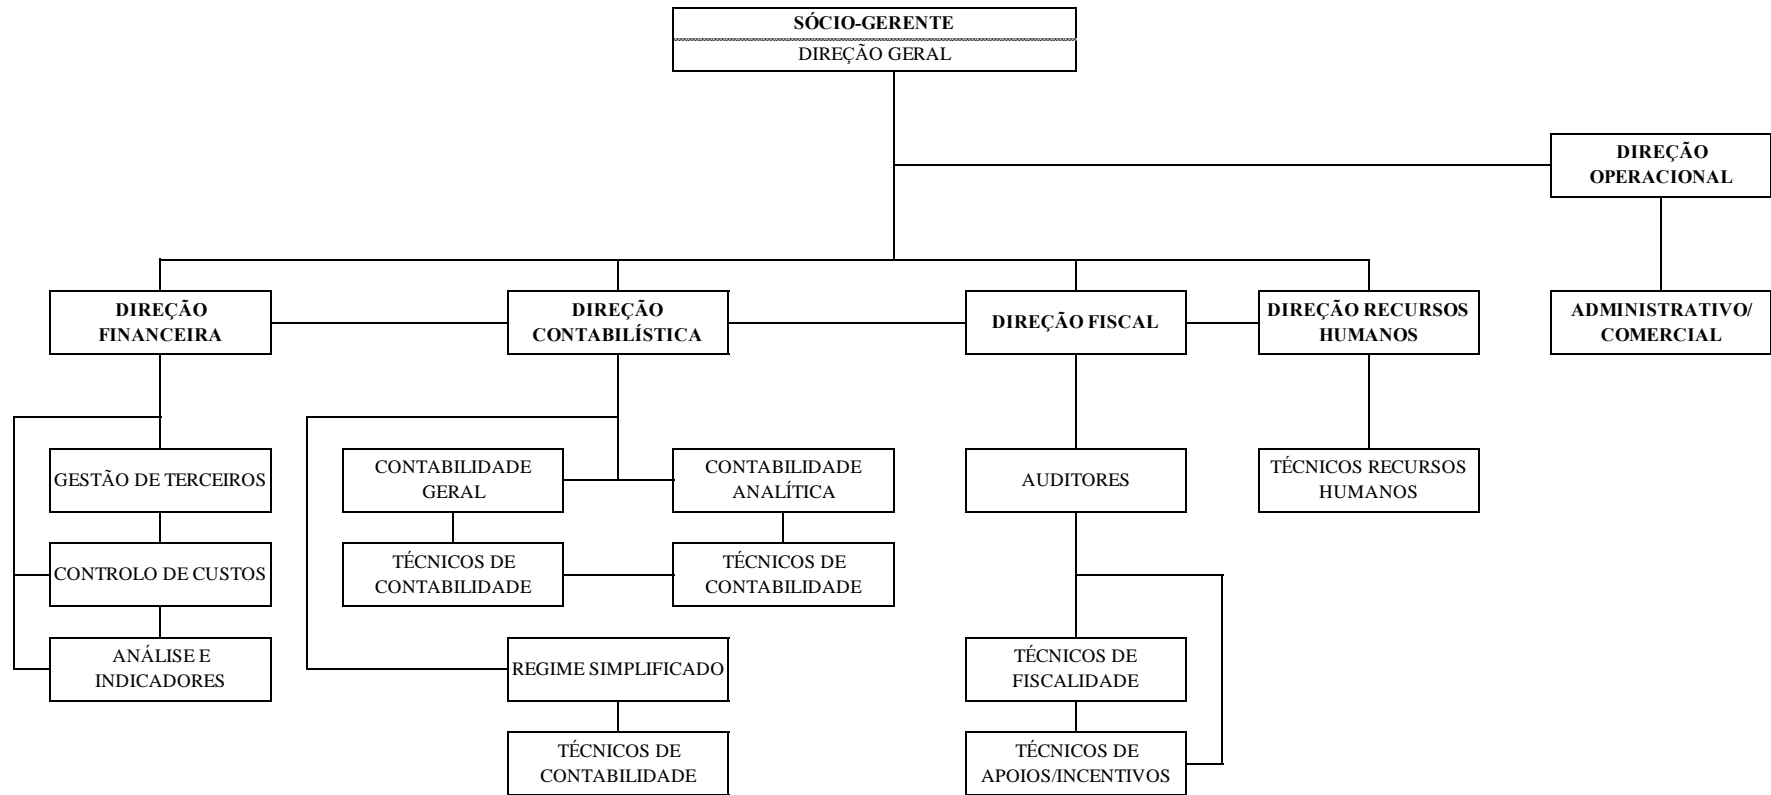 SÓCIO-GERENTE
DIREÇÃO GERAL
DIREÇÃO
OPERACIONAL
DIREÇÃO
FINANCEIRA
DIREÇÃO
CONTABILÍSTICA
DIREÇÃO FISCAL
DIREÇÃO RECURSOS
HUMANOS
ADMINISTRATIVO/
COMERCIAL
GESTÃO DE TERCEIROS
CONTABILIDADE
GERAL
CONTABILIDADE
ANALÍTICA
AUDITORES
TÉCNICOS RECURSOS
HUMANOS
CONTROLO DE CUSTOS
TÉCNICOS DE
CONTABILIDADE
TÉCNICOS DE
CONTABILIDADE
ANÁLISE E
INDICADORES
REGIME SIMPLIFICADO
TÉCNICOS DE
FISCALIDADE
TÉCNICOS DE
CONTABILIDADE
TÉCNICOS DE
APOIOS/INCENTIVOS